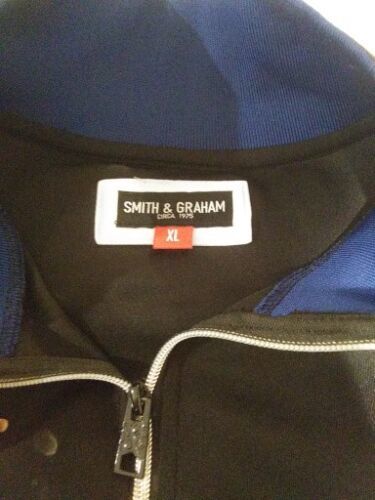 SMITH & GRAHAM
CIRCA 1975
XL